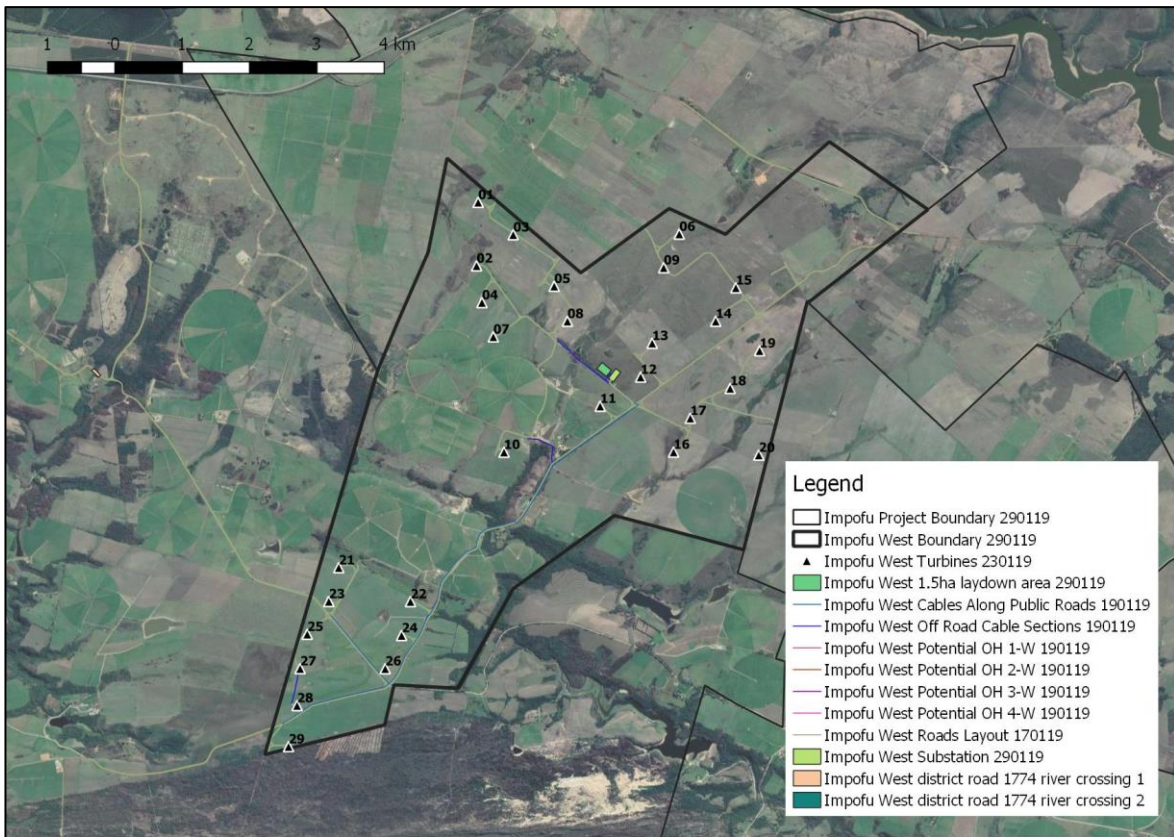 1 0 1 2 3 4 km
01
03
06
02
09
05
15
04
08
14
07
13
19
12
18
11
17
10
16
20
21
23
22
25
24
27
26
28
29
Legend
Impofu Project Boundary 290119
Impofu West Boundary 290119
Impofu West Turbines 230119
Impofu West 1.5ha laydown area 290119
Impofu West Cables Along Public Roads 190119
Impofu West Off Road Cable Sections 190119
Impofu West Potential OH 1-W 190119
Impofu West Potential OH 2-W 190119
Impofu West Potential OH 3-W 190119
Impofu West Potential OH 4-W 190119
Impofu West Roads Layout 170119
Impofu West Substation 290119
Impofu West district road 1774 river crossing 1
Impofu West district road 1774 river crossing 2